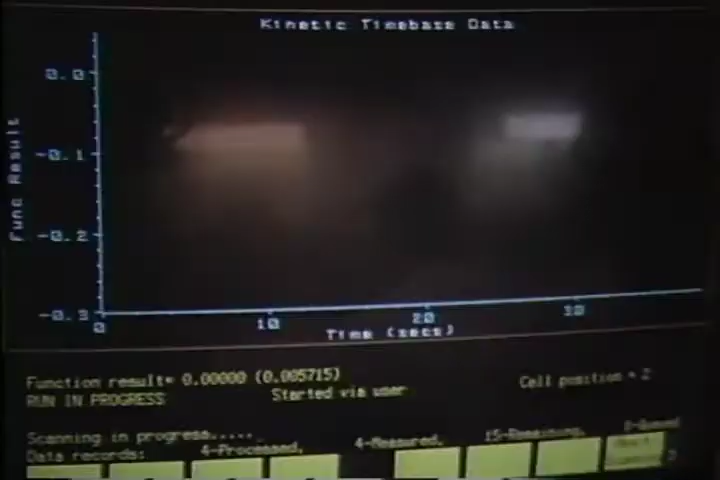 Kinetic Timebase Data
0.0
-0.1
-0.2
-0.3
Func Result
0 10 20 30
Time (secs)
Function result= 0.00000 (0.005715)
Cell position = 2
RUN IN PROGRESS
Started via user
Scanning in progress.....
Data records: 4-Processed, 4-Measured, 15-Remaining,